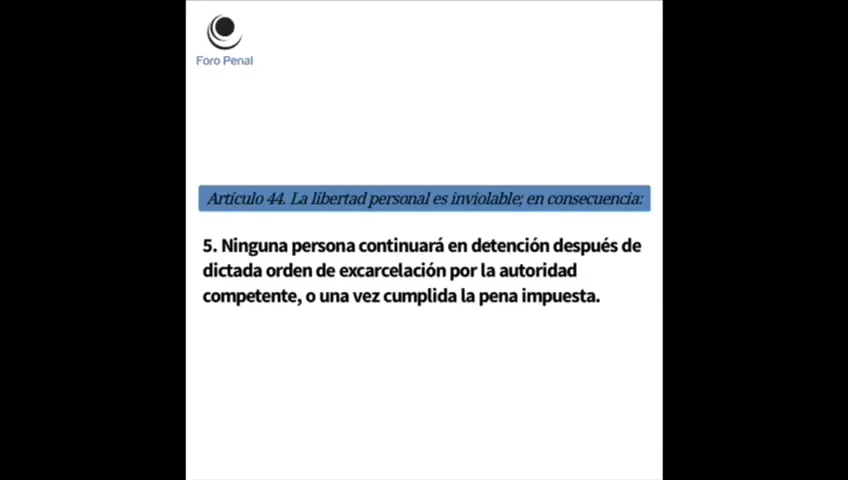 Foro Penal
Artículo 44. La libertad personal es inviolable; en consecuencia:
5. Ninguna persona continuará en detención después de
dictada orden de excarcelación por la autoridad
competente, o una vez cumplida la pena impuesta.